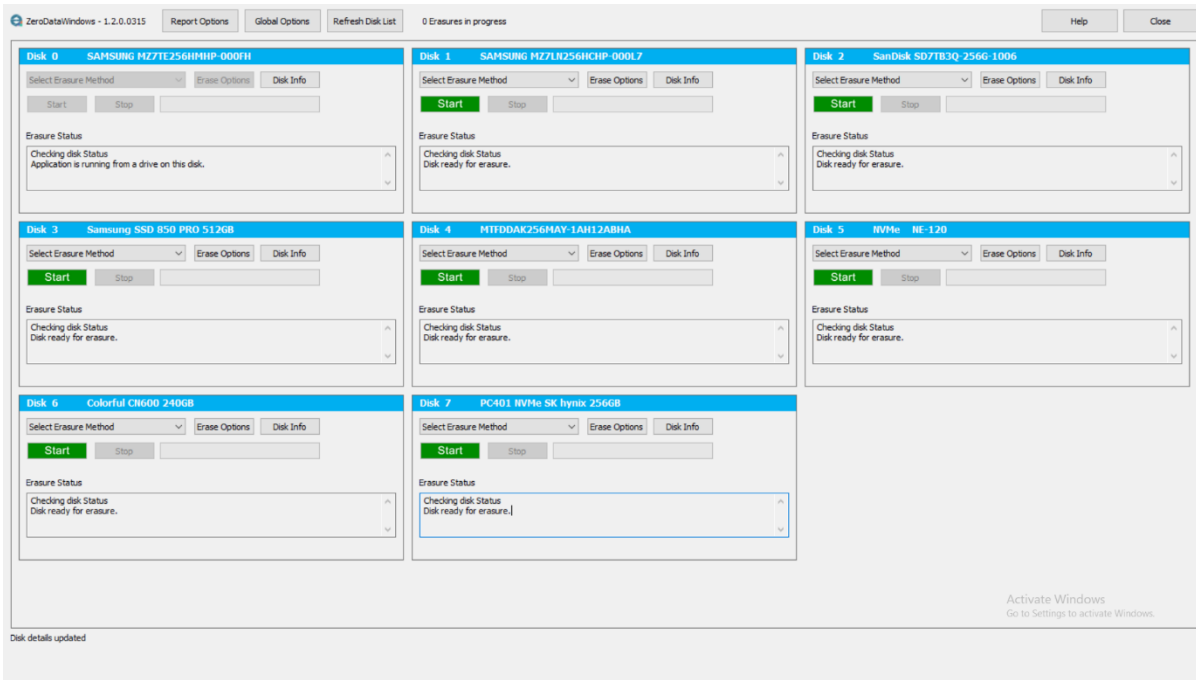 ZeroDataWindows - 1.2.0.0315 Report Options Global Options Refresh Disk List 0 Erasures in progress Help Close
Disk 0 SAMSUNG MZ7TE256HMHP-000FH
Select Erasure Method Erase Options Disk Info
Start Stop
Erasure Status
Checking disk Status
Application is running from a drive on this disk.
Disk 1 SAMSUNG MZ7LN256HCHP-000L7
Select Erasure Method Erase Options Disk Info
Start Stop
Erasure Status
Checking disk Status
Disk ready for erasure.
Disk 2 SanDisk SD7TB3Q-256G-1006
Select Erasure Method Erase Options Disk Info
Start Stop
Erasure Status
Checking disk Status
Disk ready for erasure.
Disk 3 Samsung SSD 850 PRO 512GB
Select Erasure Method Erase Options Disk Info
Start Stop
Erasure Status
Checking disk Status
Disk ready for erasure.
Disk 4 MTFDDAK256MAY-1AH12ABHA
Select Erasure Method Erase Options Disk Info
Start Stop
Erasure Status
Checking disk Status
Disk ready for erasure.
Disk 5 NVMe NE-120
Select Erasure Method Erase Options Disk Info
Start Stop
Erasure Status
Checking disk Status
Disk ready for erasure.
Disk 6 Colorful CN600 240GB
Select Erasure Method Erase Options Disk Info
Start Stop
Erasure Status
Checking disk Status
Disk ready for erasure.
Disk 7 PC401 NVMe SK hynix 256GB
Select Erasure Method Erase Options Disk Info
Start Stop
Erasure Status
Checking disk Status
Disk ready for erasure.
Activate Windows
Go to Settings to activate Windows.
Disk details updated